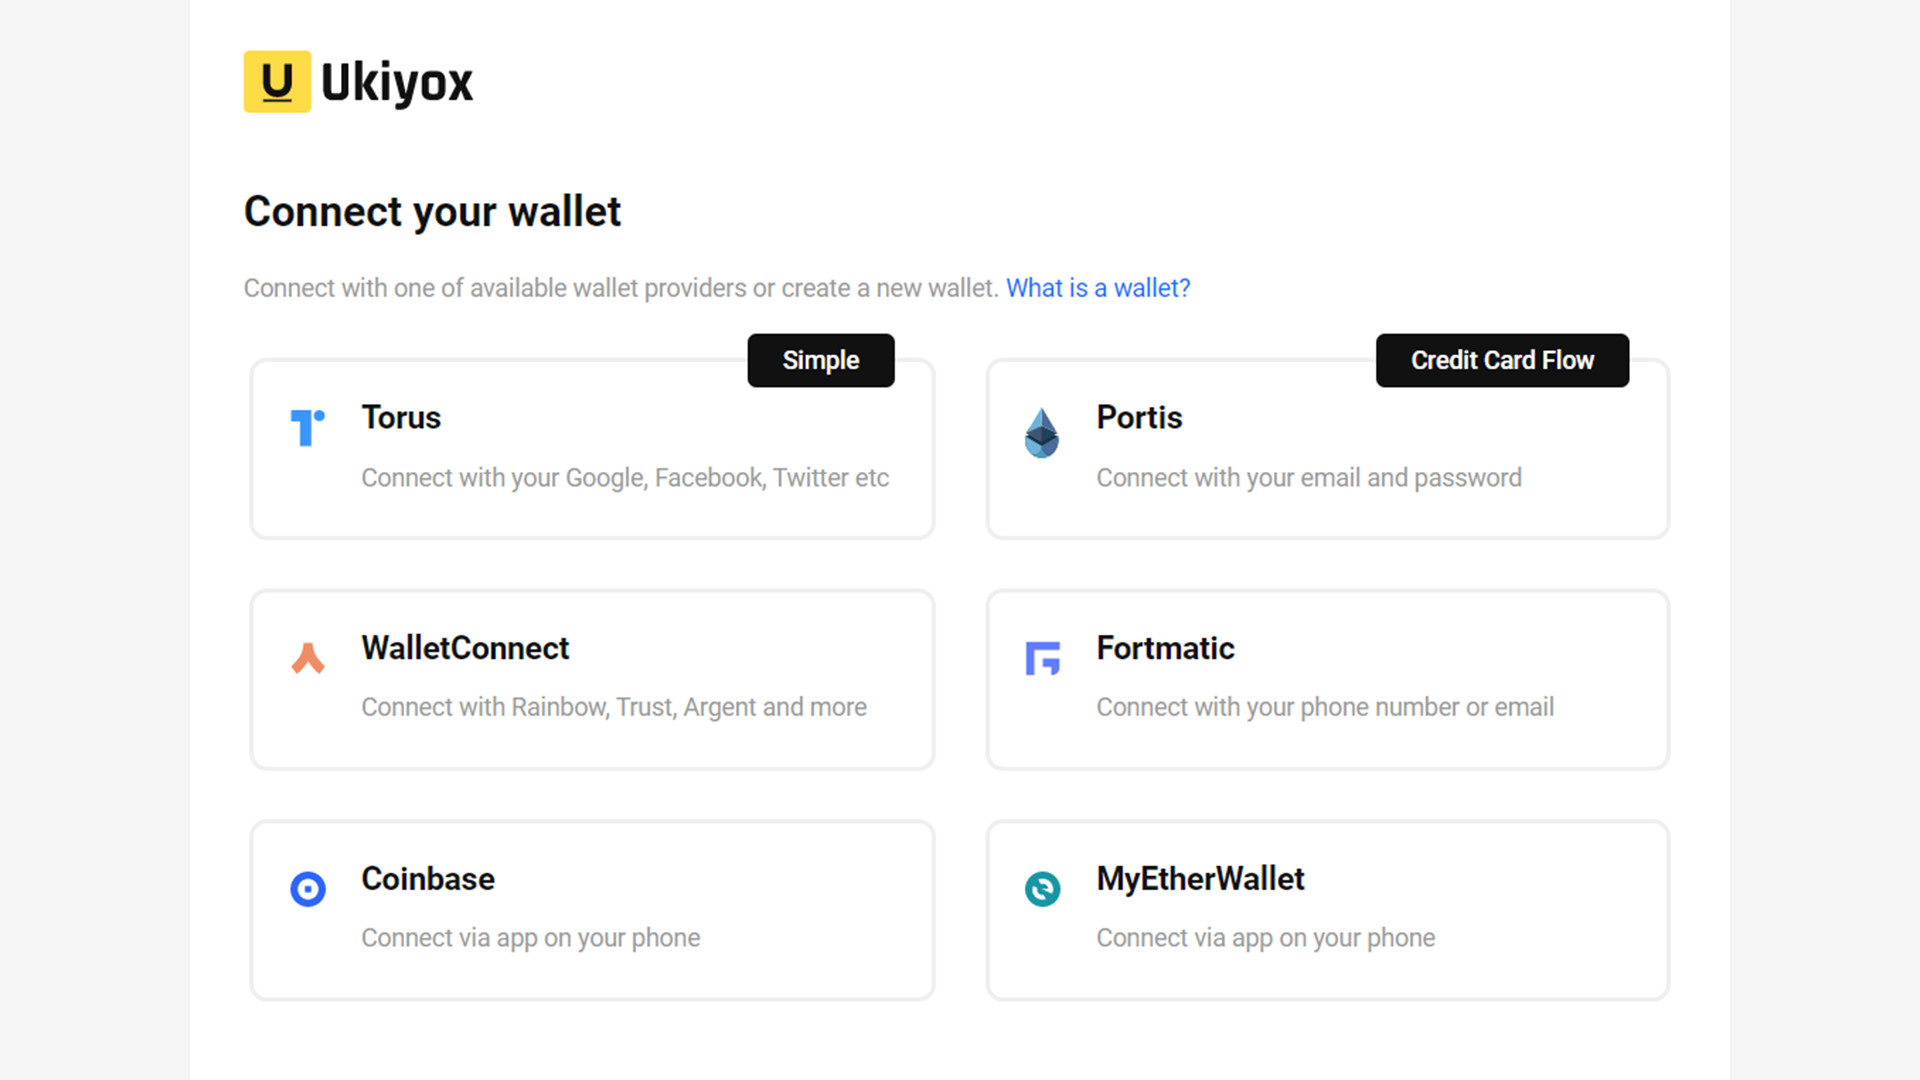 U Ukiyox
Connect your wallet
Connect with one of available wallet providers or create a new wallet. What is a wallet?
Simple
Torus
Connect with your Google, Facebook, Twitter etc
Credit Card Flow
Portis
Connect with your email and password
WalletConnect
Connect with Rainbow, Trust, Argent and more
Fortmatic
Connect with your phone number or email
Coinbase
Connect via app on your phone
MyEtherWallet
Connect via app on your phone